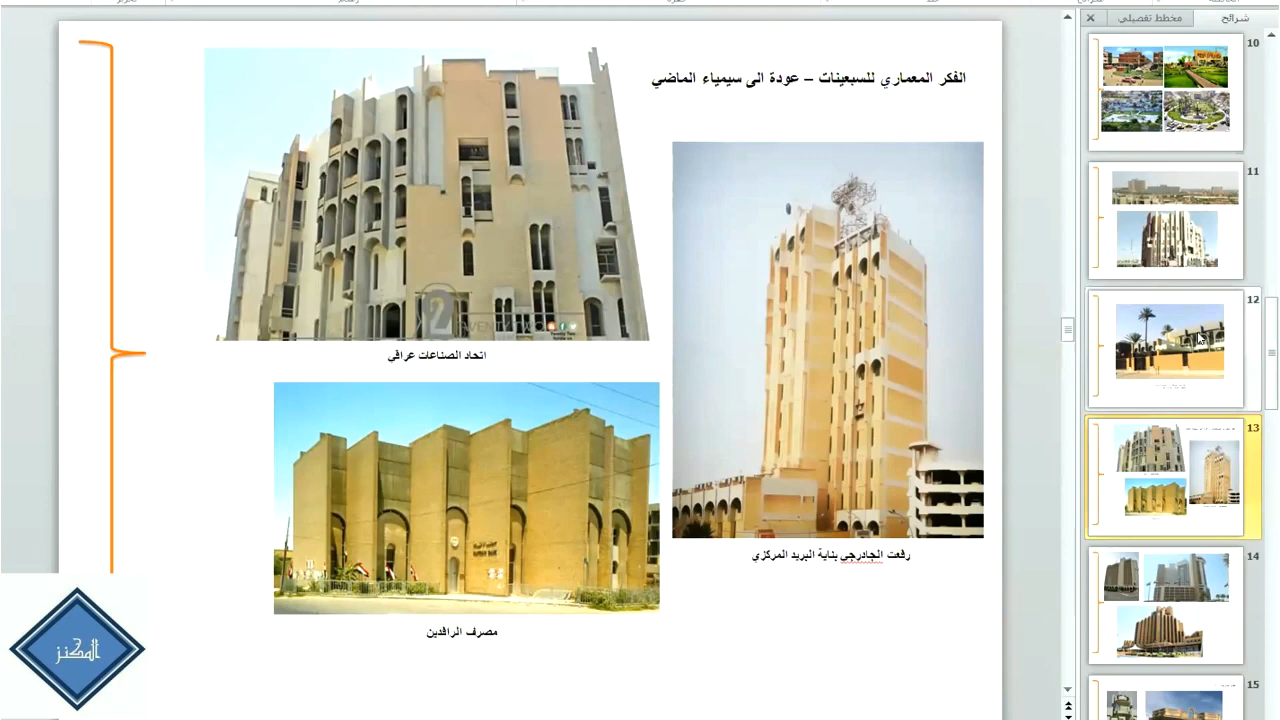 شرائح
مخطط تفصيلي
الفكر المعماري للسبعينات – عودة الى سيمياء الماضي
اتحاد الصناعات عراقي
رفعت الجادرجي بناية البريد المركزي
مصرف الرافدين
المكنز
10
11
12
13
14
15